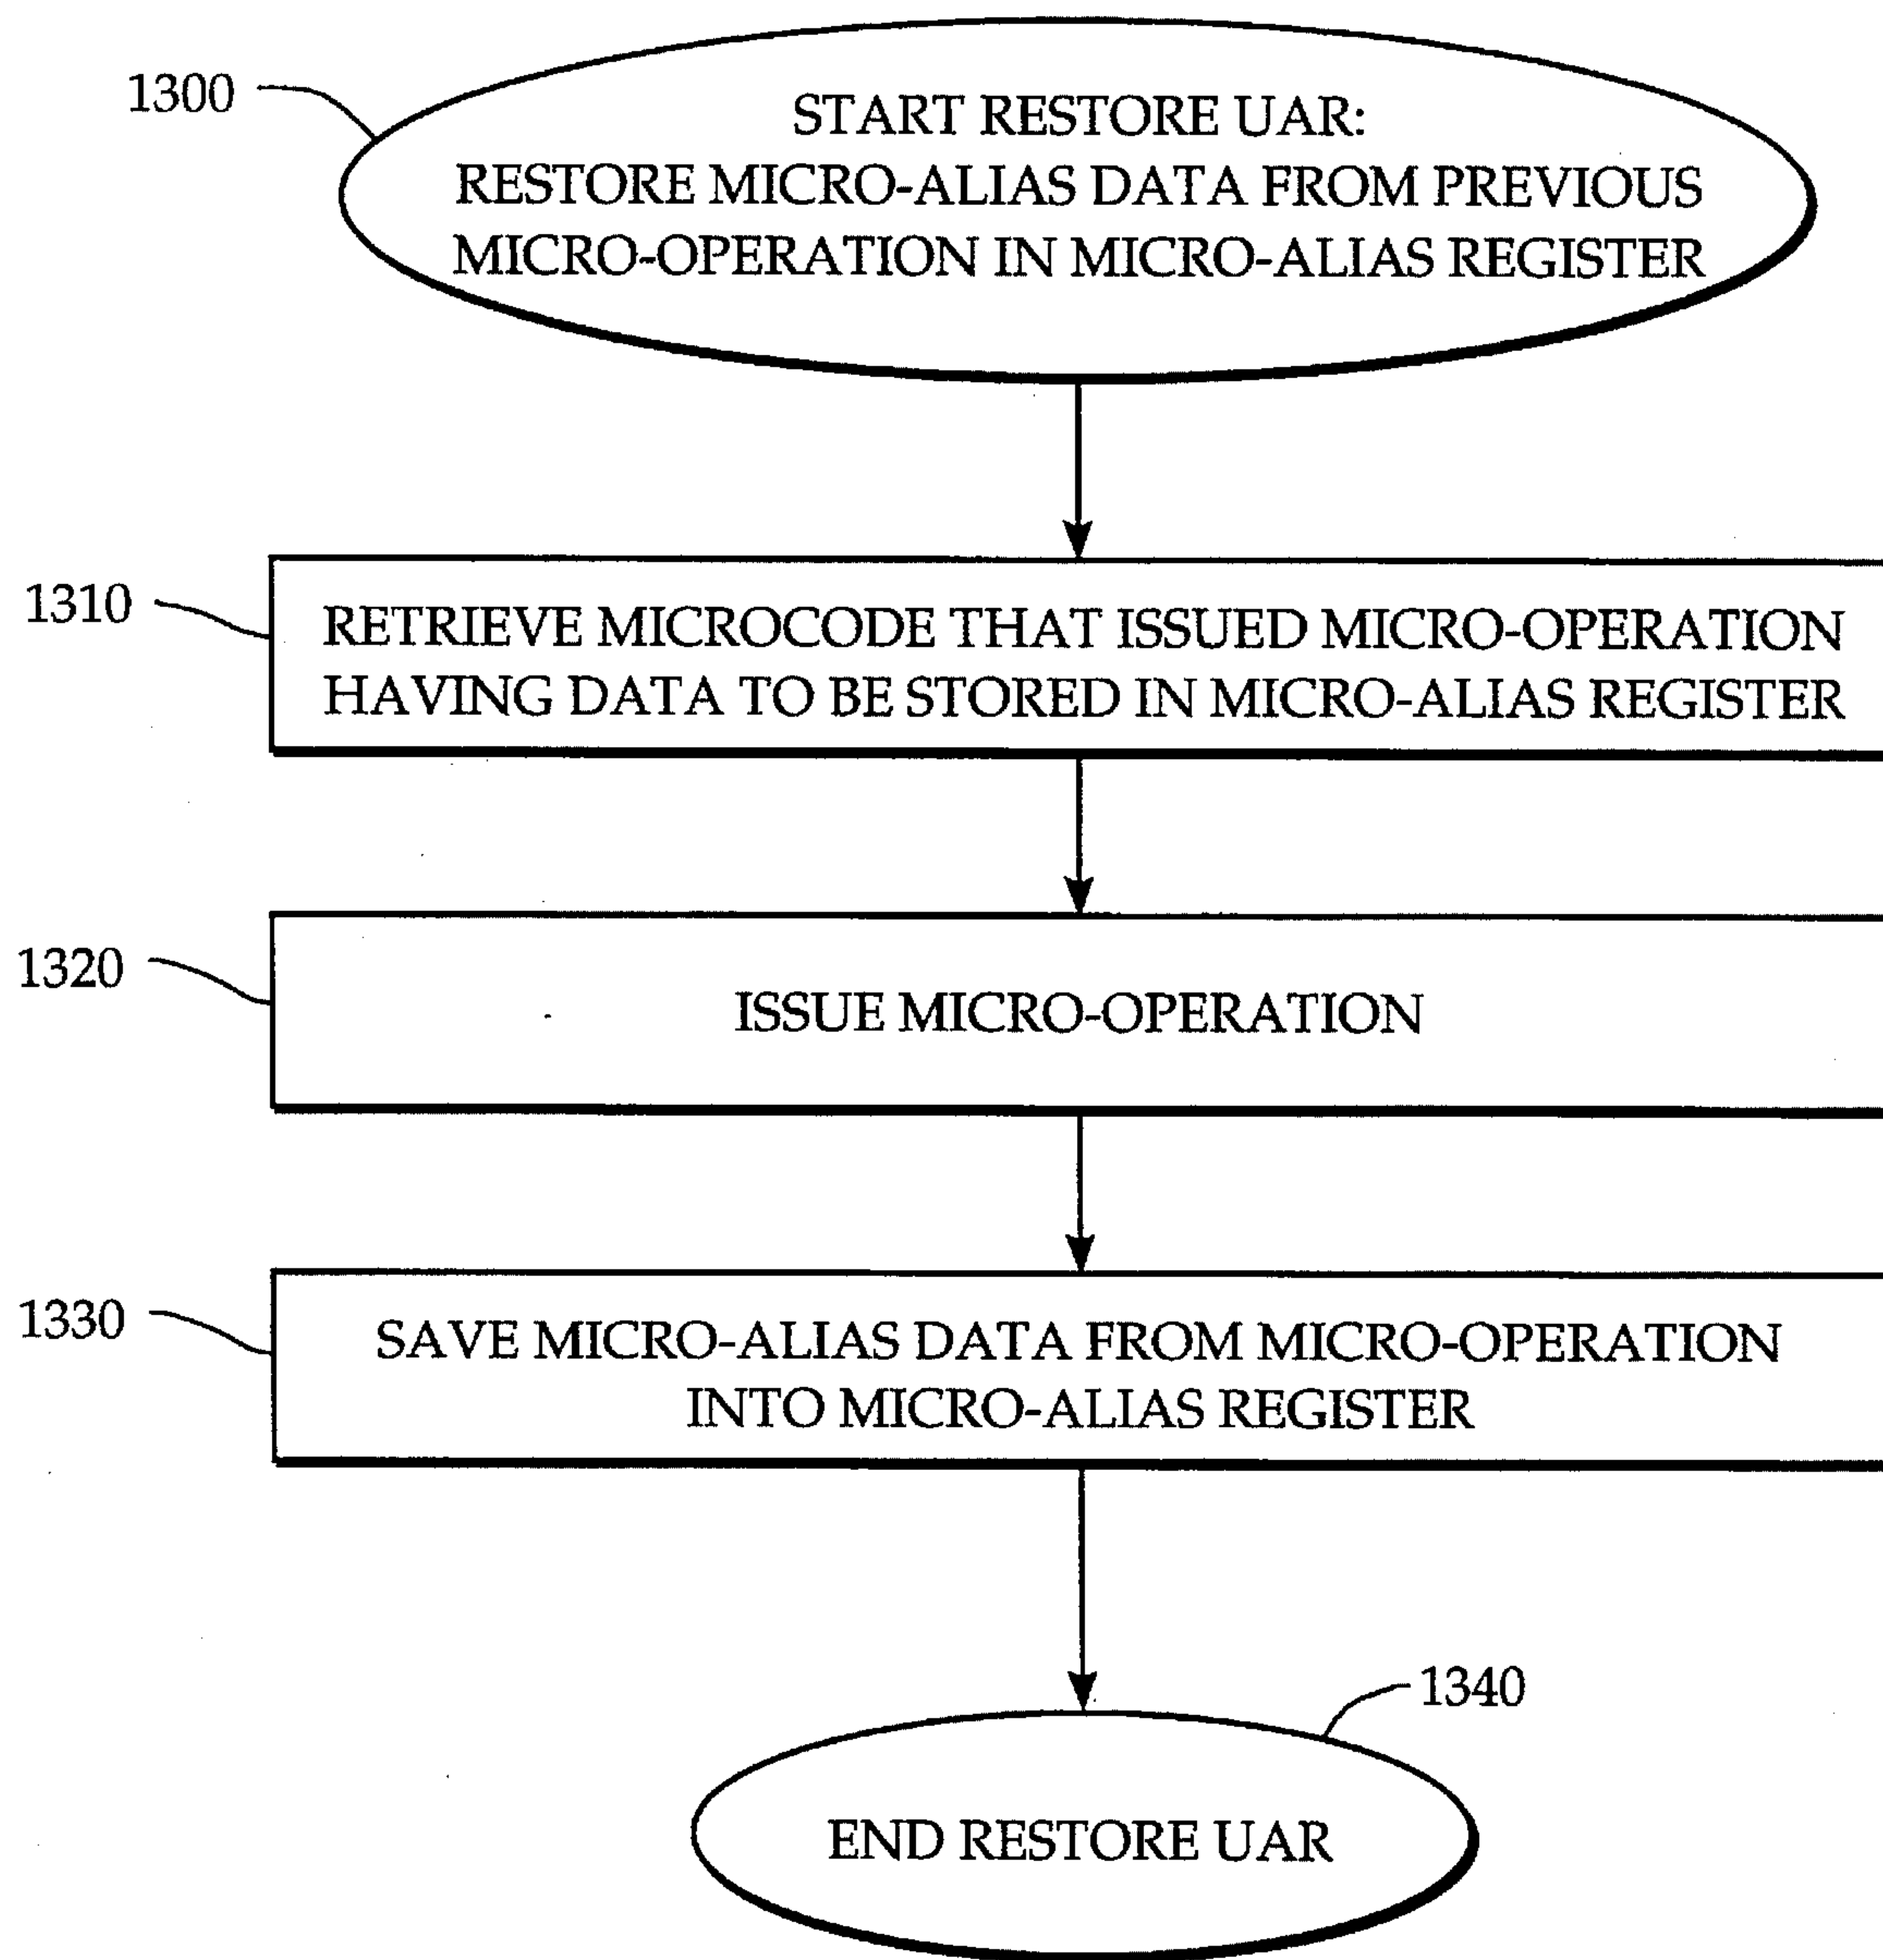 1300
START RESTORE UAR:
RESTORE MICRO-ALIAS DATA FROM PREVIOUS
MICRO-OPERATION IN MICRO-ALIAS REGISTER
1310
RETRIEVE MICROCODE THAT ISSUED MICRO-OPERATION
HAVING DATA TO BE STORED IN MICRO-ALIAS REGISTER
1320
ISSUE MICRO-OPERATION
1330
SAVE MICRO-ALIAS DATA FROM MICRO-OPERATION
INTO MICRO-ALIAS REGISTER
1340
END RESTORE UAR